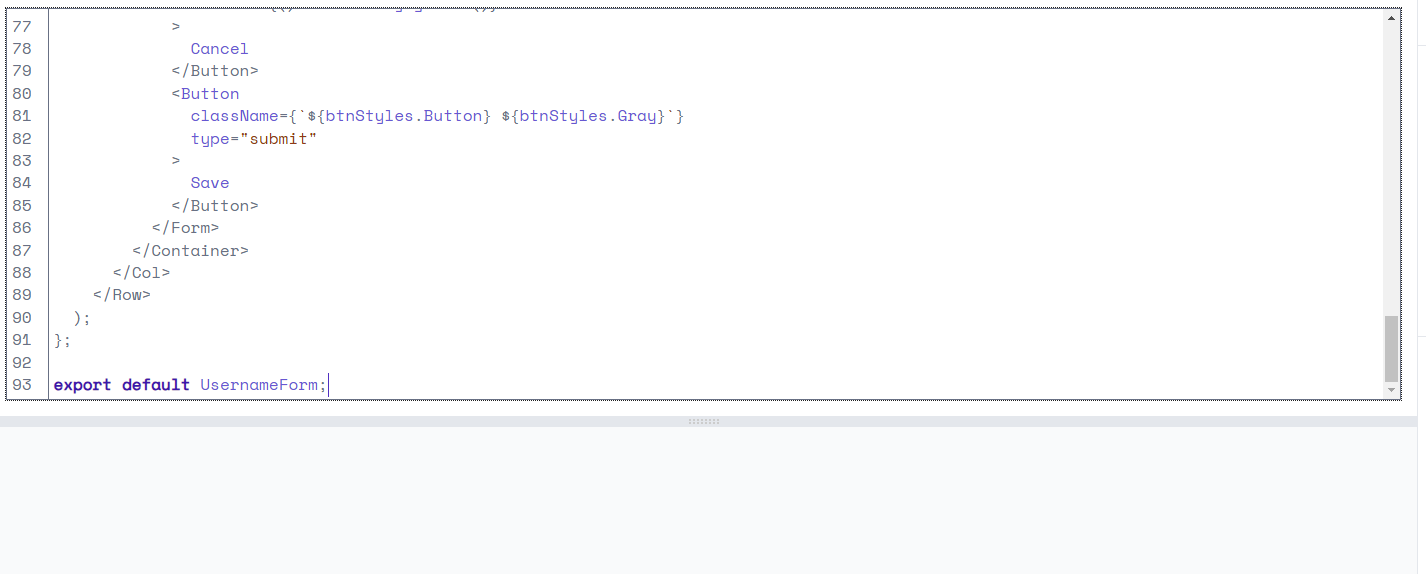 77 >
78 Cancel
79 </Button>
80 <Button
81 className={`${btnStyles.Button} ${btnStyles.Gray}`}
82 type="submit"
83 >
84 Save
85 </Button>
86 </Form>
87 </Container>
88 </Col>
89 </Row>
90 );
91 };
92
93 export default UsernameForm;